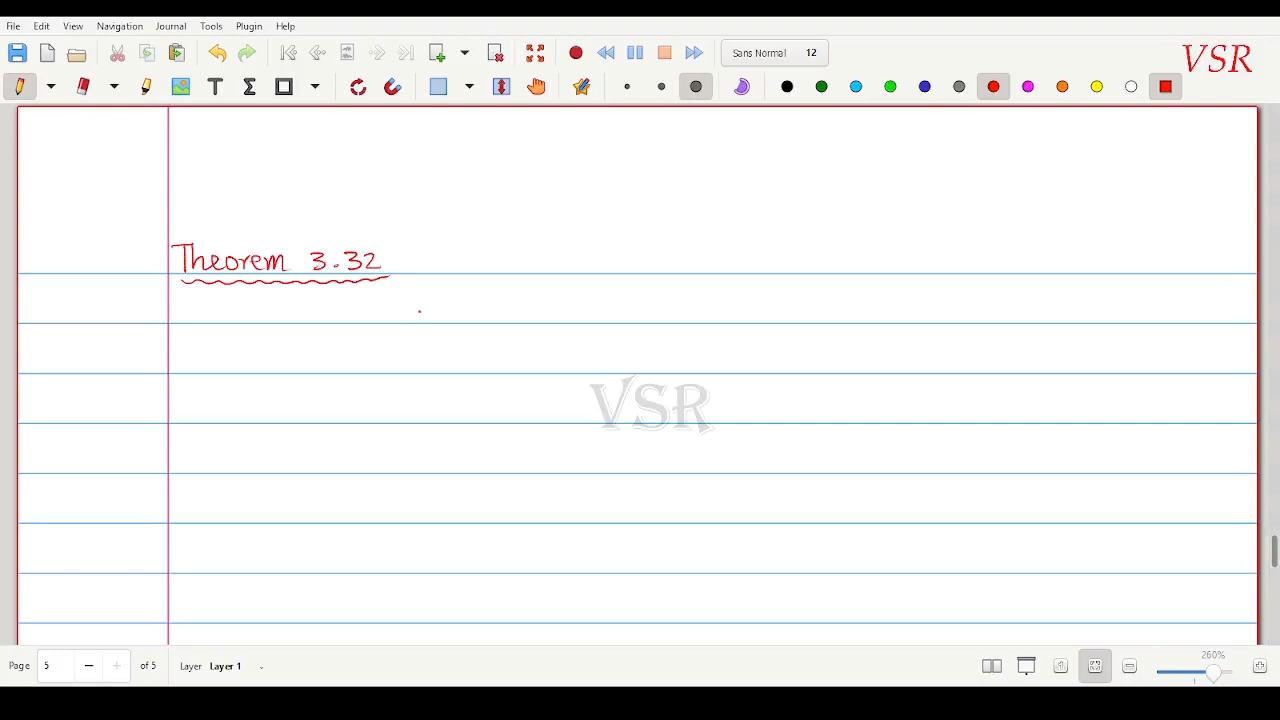 File Edit View Navigation Journal Tools Plugin Help
Sans Normal 12
VSR
Theorem 3.32
VSR
Page 5 of 5 Layer Layer 1 260%